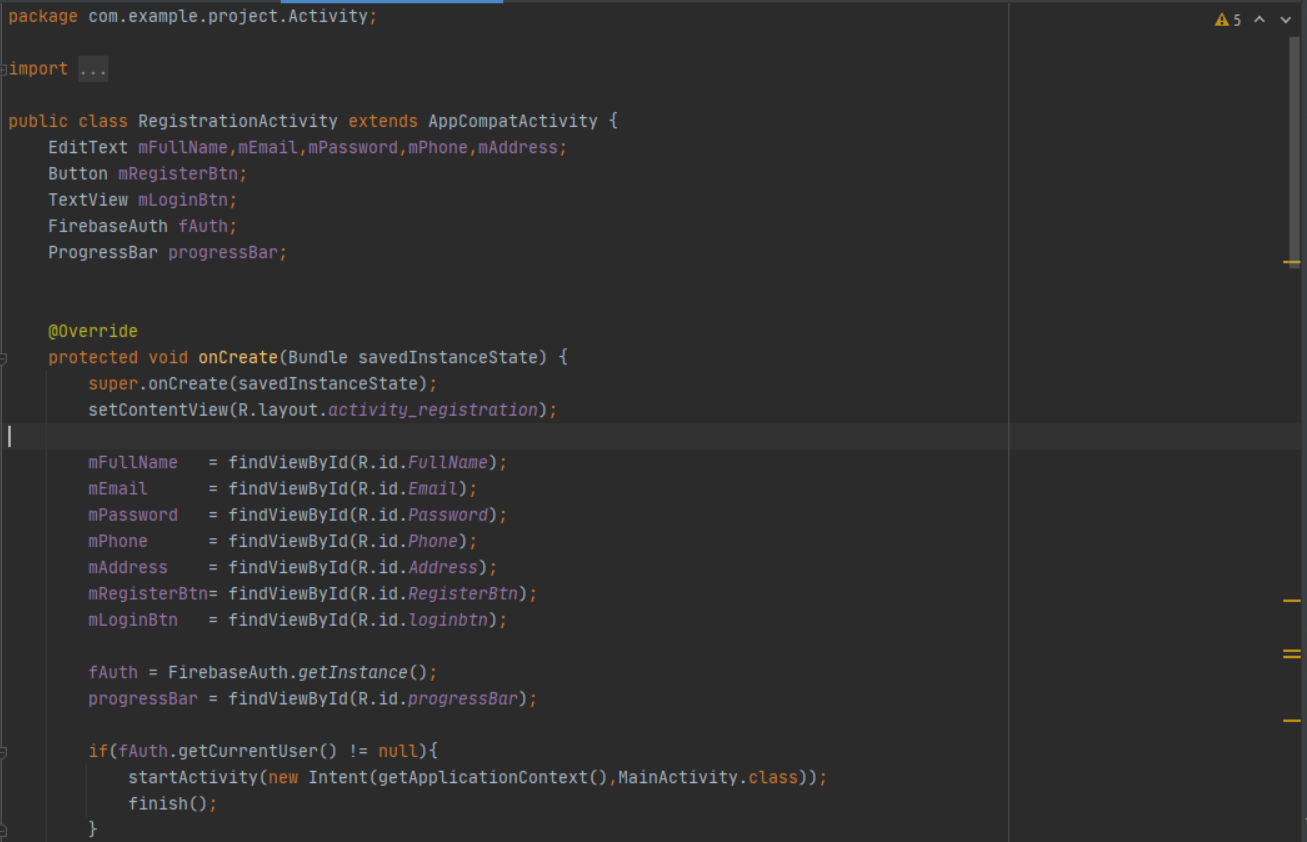 package com.example.project.Activity;
5
import ...
public class RegistrationActivity extends AppCompatActivity {
    EditText mFullName,mEmail,mPassword,mPhone,mAddress;
    Button mRegisterBtn;
    TextView mLoginBtn;
    FirebaseAuth fAuth;
    ProgressBar progressBar;
    @Override
    protected void onCreate(Bundle savedInstanceState) {
        super.onCreate(savedInstanceState);
        setContentView(R.layout.activity_registration);
        mFullName   = findViewById(R.id.FullName);
        mEmail      = findViewById(R.id.Email);
        mPassword   = findViewById(R.id.Password);
        mPhone      = findViewById(R.id.Phone);
        mAddress    = findViewById(R.id.Address);
        mRegisterBtn= findViewById(R.id.RegisterBtn);
        mLoginBtn   = findViewById(R.id.loginbtn);
        fAuth = FirebaseAuth.getInstance();
        progressBar = findViewById(R.id.progressBar);
        if(fAuth.getCurrentUser() != null){
            startActivity(new Intent(getApplicationContext(),MainActivity.class));
            finish();
        }